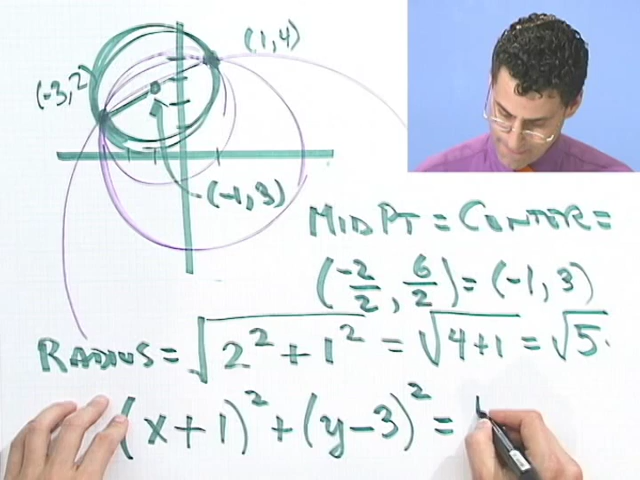 (1,4)
(-3,2)
(-1,3)
MIDPT = CENTER =
(-2/2, 6/2) = (-1,3)
RADIUS = √2² + 1² = √4+1 = √5.
(x+1)² + (y-3)² =